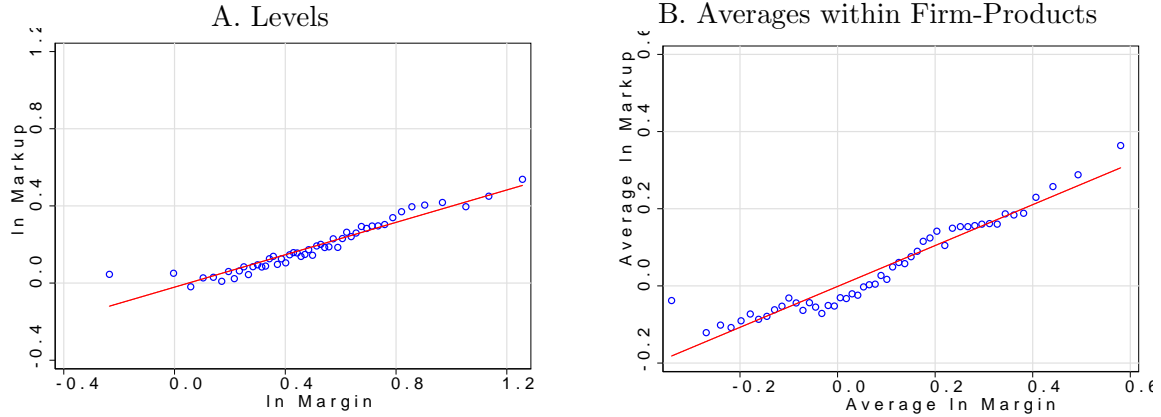 A. Levels
ln Markup
1.2
0.8
0.4
0.0
-0.4
-0.4 0.0 0.4 0.8 1.2
ln Margin
B. Averages within Firm-Products
Average ln Markup
0.4
0.2
0.0
-0.2
-0.2 0.0 0.2 0.4 0.6
Average ln Margin